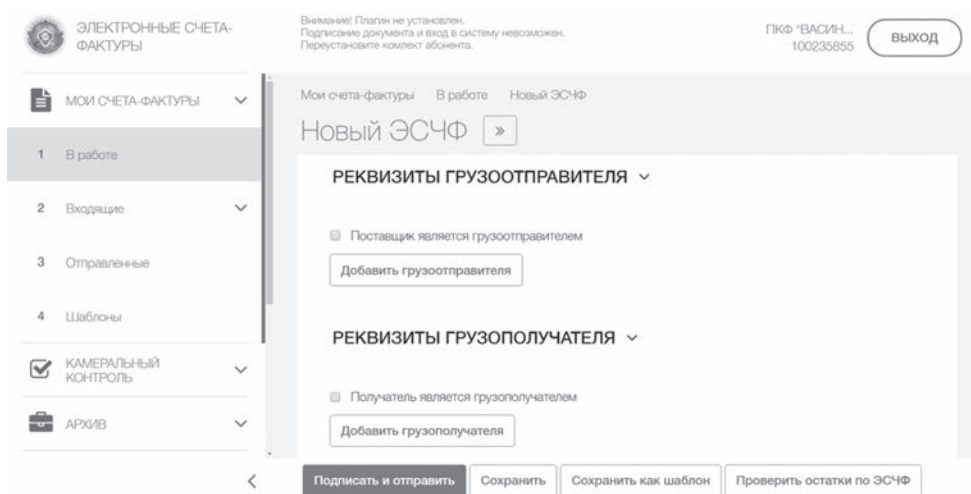 ЭЛЕКТРОННЫЕ СЧЕТА-
ФАКТУРЫ
Внимание! Плагин не установлен.
Подписание документа и вход в систему невозможен.
Переустановите комлект абонента.
ПКФ "ВАСИН...
100235855
ВЫХОД
МОИ СЧЕТА-ФАКТУРЫ
1 В работе
2 Входящие
3 Отправленные
4 Шаблоны
КАМЕРАЛЬНЫЙ
КОНТРОЛЬ
АРХИВ
Мои счета-фактуры В работе Новый ЭСЧФ
Новый ЭСЧФ »
РЕКВИЗИТЫ ГРУЗООТПРАВИТЕЛЯ
Поставщик является грузоотправителем
Добавить грузоотправителя
РЕКВИЗИТЫ ГРУЗОПОЛУЧАТЕЛЯ
Получатель является грузополучателем
Добавить грузополучателя
Подписать и отправить Сохранить Сохранить как шаблон Проверить остатки по ЭСЧФ